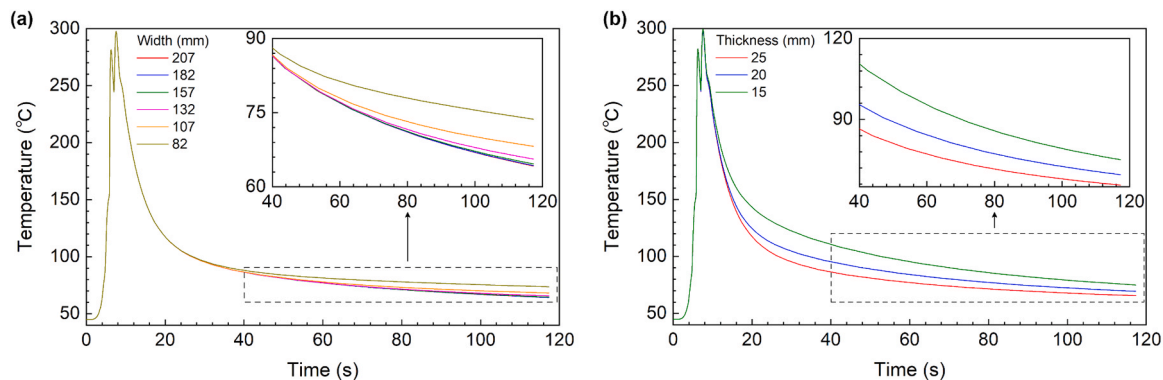 (a)
Temperature (℃)
300
250
200
150
100
50
0 20 40 60 80 100 120
Time (s)
Width (mm)
207
182
157
132
107
82
90
75
60
40 60 80 100 120
(b)
Temperature (℃)
300
250
200
150
100
50
0 20 40 60 80 100 120
Time (s)
Thickness (mm)
25
20
15
120
90
40 60 80 100 120